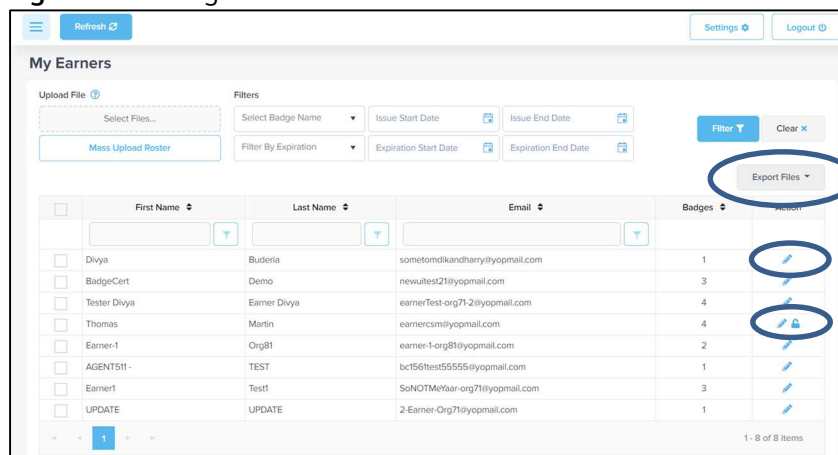 Refresh
Settings
Logout
My Earners
Upload File
Filters
Select Files...
Select Badge Name
Issue Start Date
Issue End Date
Filter
Clear
Mass Upload Roster
Filter By Expiration
Expiration Start Date
Expiration End Date
Export Files
First Name Last Name Email Badges Action
Divya Buderia sometomdikandharry@yopmail.com 1
BadgeCert Demo newuitest21@yopmail.com 3
Tester Divya Earner Divya earnerTest-org71-2@yopmail.com 4
Thomas Martin earnercsm@yopmail.com 4
Earner-1 Org81 earner-1-org81@yopmail.com 2
AGENT511 - TEST bc1561test55555@yopmail.com 1
Earner1 Test1 SoNOTMeYaar-org71@yopmail.com 3
UPDATE UPDATE 2-Earner-Org71@yopmail.com 1
1
1 - 8 of 8 items